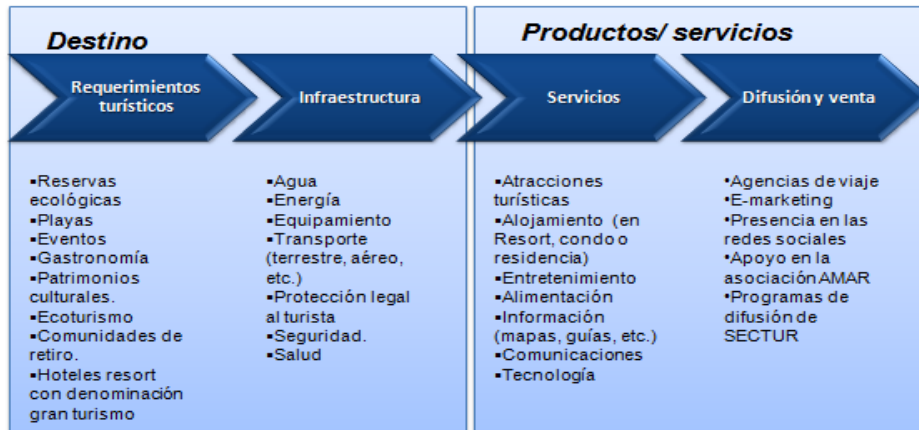 Destino
Productos/ servicios
Requerimientos
turísticos
Infraestructura
Servicios
Difusión y venta
▪Reservas
ecológicas
▪Playas
▪Eventos
▪Gastronomía
▪Patrimonios
culturales.
▪Ecoturismo
▪Comunidades de
retiro.
▪Hoteles resort
con denominación
gran turismo
▪Agua
▪Energía
▪Equipamiento
▪Transporte
(terrestre, aéreo,
etc.)
▪Protección legal
al turista
▪Seguridad.
▪Salud
▪Atracciones
turísticas
▪Alojamiento (en
Resort, condo o
residencia)
▪Entretenimiento
▪Alimentación
▪Información
(mapas, guías, etc.)
▪Comunicaciones
▪Tecnología
•Agencias de viaje
•E-marketing
•Presencia en las
redes sociales
•Apoyo en la
asociación AMAR
•Programas de
difusión de
SECTUR